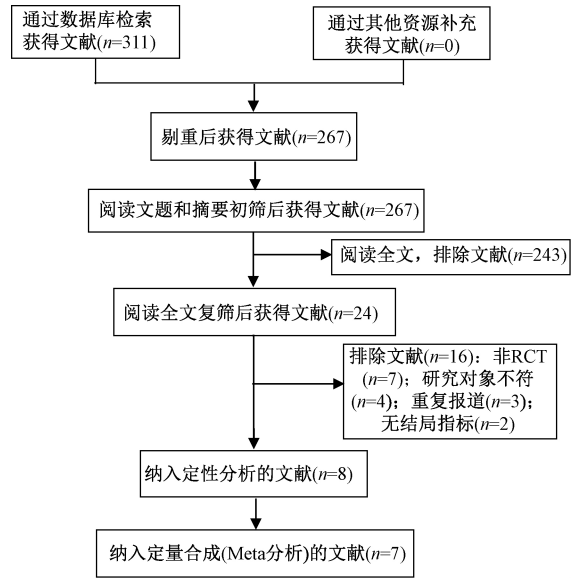 通过数据库检索
获得文献(n=311)
通过其他资源补充
获得文献(n=0)
剔重后获得文献(n=267)
阅读文题和摘要初筛后获得文献(n=267)
阅读全文，排除文献(n=243)
阅读全文复筛后获得文献(n=24)
排除文献(n=16)：非RCT
(n=7)；研究对象不符
(n=4)；重复报道(n=3)；
无结局指标(n=2)
纳入定性分析的文献(n=8)
纳入定量合成(Meta分析)的文献(n=7)